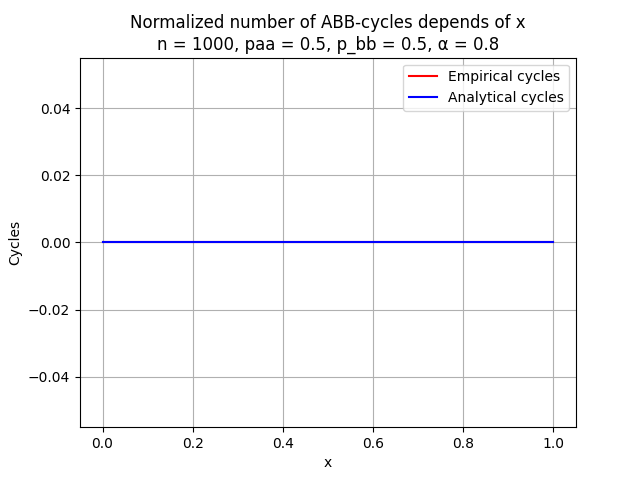 Normalized number of ABB-cycles depends of x
n = 1000, paa = 0.5, p_bb = 0.5, α = 0.8
Empirical cycles
Analytical cycles
Cycles
0.04
0.02
0.00
−0.02
−0.04
0.0 0.2 0.4 0.6 0.8 1.0
x